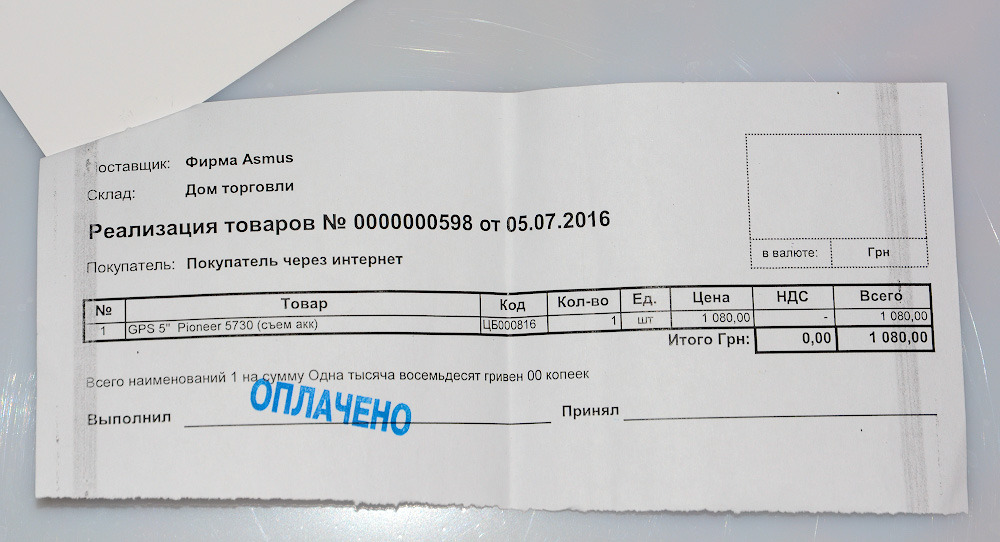 Поставщик: Фирма Asmus
Склад: Дом торговли
Реализация товаров № 0000000598 от 05.07.2016
Покупатель: Покупатель через интернет
в валюте: Грн
№ Товар Код Кол-во Ед. Цена НДС Всего
1 GPS 5" Pioneer 5730 (съем акк) ЦБ000816 1 шт 1 080,00 - 1 080,00
Итого Грн: 0,00 1 080,00
Всего наименований 1 на сумму Одна тысяча восемьдесят гривен 00 копеек
ОПЛАЧЕНО
Выполнил Принял